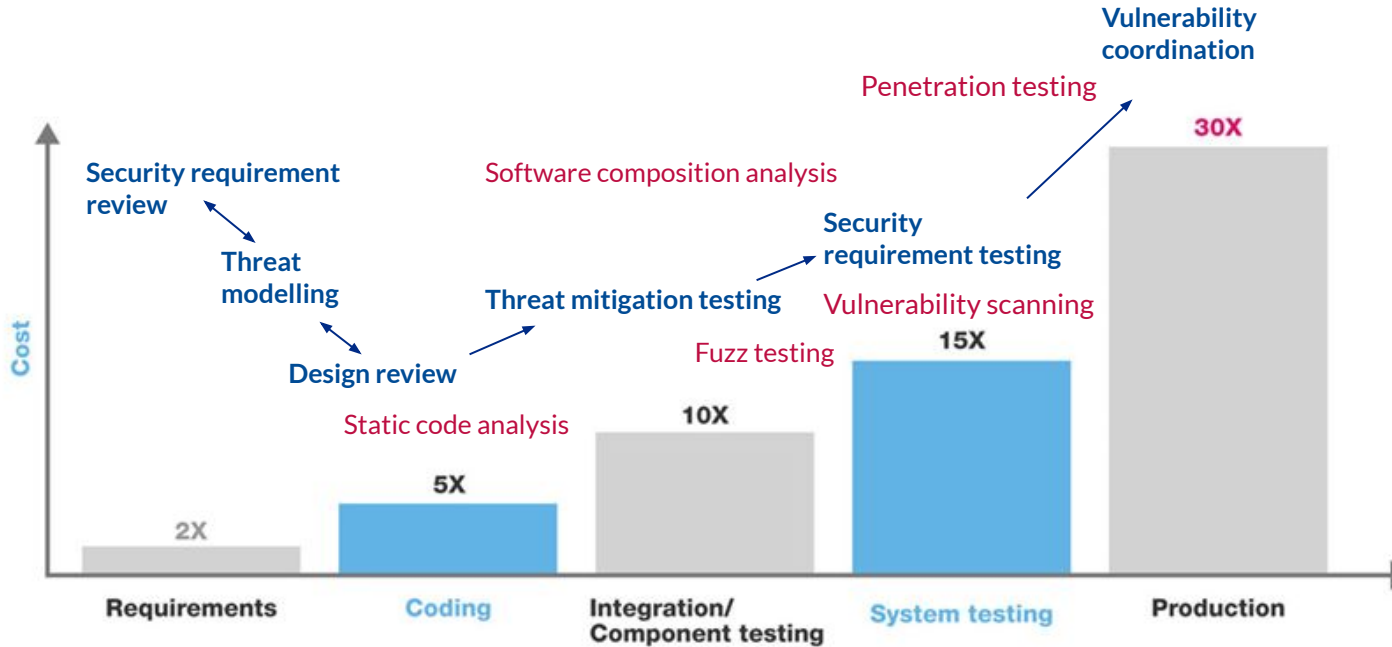 Vulnerability
coordination
Penetration testing
30X
Security requirement
review
Software composition analysis
Security
requirement testing
Threat
modelling
Threat mitigation testing
Vulnerability scanning
15X
Fuzz testing
Design review
Static code analysis
10X
5X
2X
Cost
Requirements
Coding
Integration/
Component testing
System testing
Production